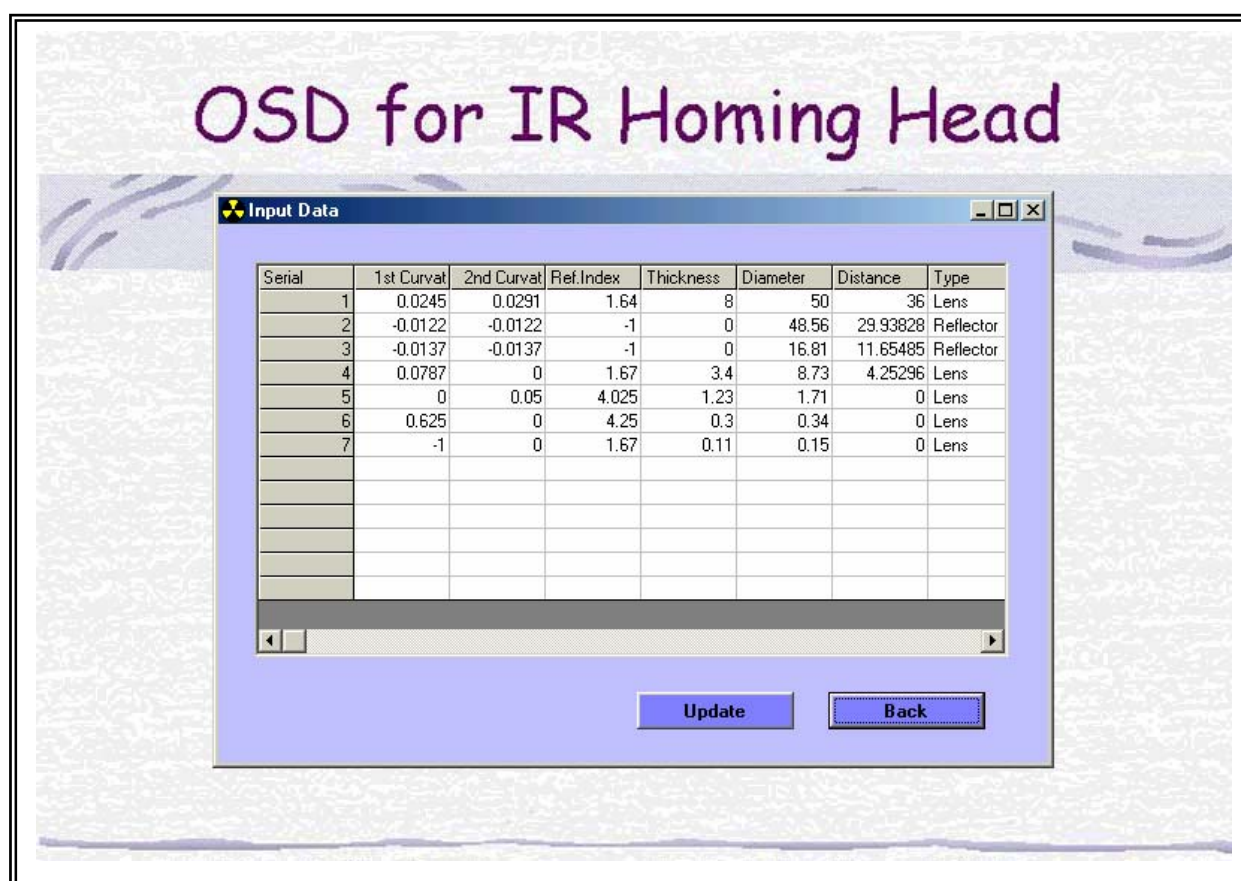 OSD for IR Homing Head
Input Data
Serial 1st Curvat 2nd Curvat Ref.Index Thickness Diameter Distance Type
1 0.0245 0.0291 1.64 8 50 36 Lens
2 -0.0122 -0.0122 -1 0 48.56 29.93828 Reflector
3 -0.0137 -0.0137 -1 0 16.81 11.65485 Reflector
4 0.0787 0 1.67 3.4 8.73 4.25296 Lens
5 0 0.05 4.025 1.23 1.71 0 Lens
6 0.625 0 4.25 0.3 0.34 0 Lens
7 -1 0 1.67 0.11 0.15 0 Lens
Update Back